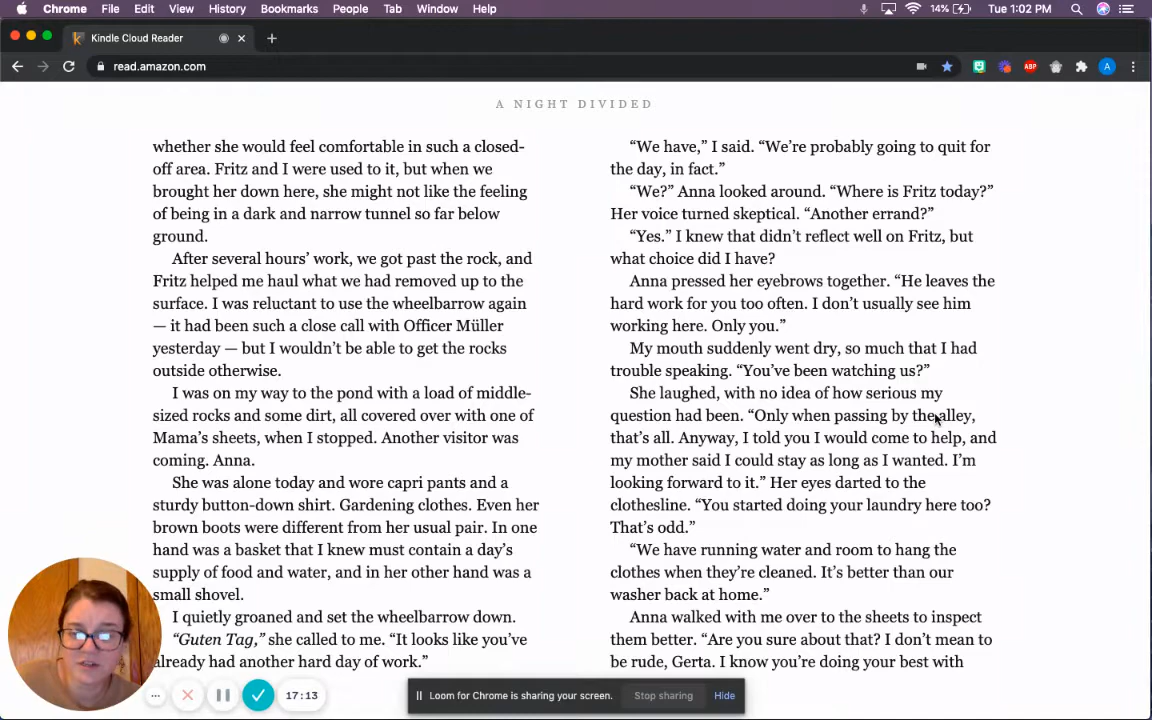 Chrome File Edit View History Bookmarks People Tab Window Help 14% Tue 1:02 PM
Kindle Cloud Reader
read.amazon.com ABP A
A NIGHT DIVIDED
whether she would feel comfortable in such a closed-
off area. Fritz and I were used to it, but when we
brought her down here, she might not like the feeling
of being in a dark and narrow tunnel so far below
ground.
After several hours’ work, we got past the rock, and
Fritz helped me haul what we had removed up to the
surface. I was reluctant to use the wheelbarrow again
— it had been such a close call with Officer Müller
yesterday — but I wouldn’t be able to get the rocks
outside otherwise.
I was on my way to the pond with a load of middle-
sized rocks and some dirt, all covered over with one of
Mama’s sheets, when I stopped. Another visitor was
coming. Anna.
She was alone today and wore capri pants and a
sturdy button-down shirt. Gardening clothes. Even her
brown boots were different from her usual pair. In one
hand was a basket that I knew must contain a day’s
supply of food and water, and in her other hand was a
small shovel.
I quietly groaned and set the wheelbarrow down.
“Guten Tag,” she called to me. “It looks like you’ve
already had another hard day of work.”
“We have,” I said. “We’re probably going to quit for
the day, in fact.”
“We?” Anna looked around. “Where is Fritz today?”
Her voice turned skeptical. “Another errand?”
“Yes.” I knew that didn’t reflect well on Fritz, but
what choice did I have?
Anna pressed her eyebrows together. “He leaves the
hard work for you too often. I don’t usually see him
working here. Only you.”
My mouth suddenly went dry, so much that I had
trouble speaking. “You’ve been watching us?”
She laughed, with no idea of how serious my
question had been. “Only when passing by the alley,
that’s all. Anyway, I told you I would come to help, and
my mother said I could stay as long as I wanted. I’m
looking forward to it.” Her eyes darted to the
clothesline. “You started doing your laundry here too?
That’s odd.”
“We have running water and room to hang the
clothes when they’re cleaned. It’s better than our
washer back at home.”
Anna walked with me over to the sheets to inspect
them better. “Are you sure about that? I don’t mean to
be rude, Gerta. I know you’re doing your best with
17:13
Loom for Chrome is sharing your screen. Stop sharing Hide